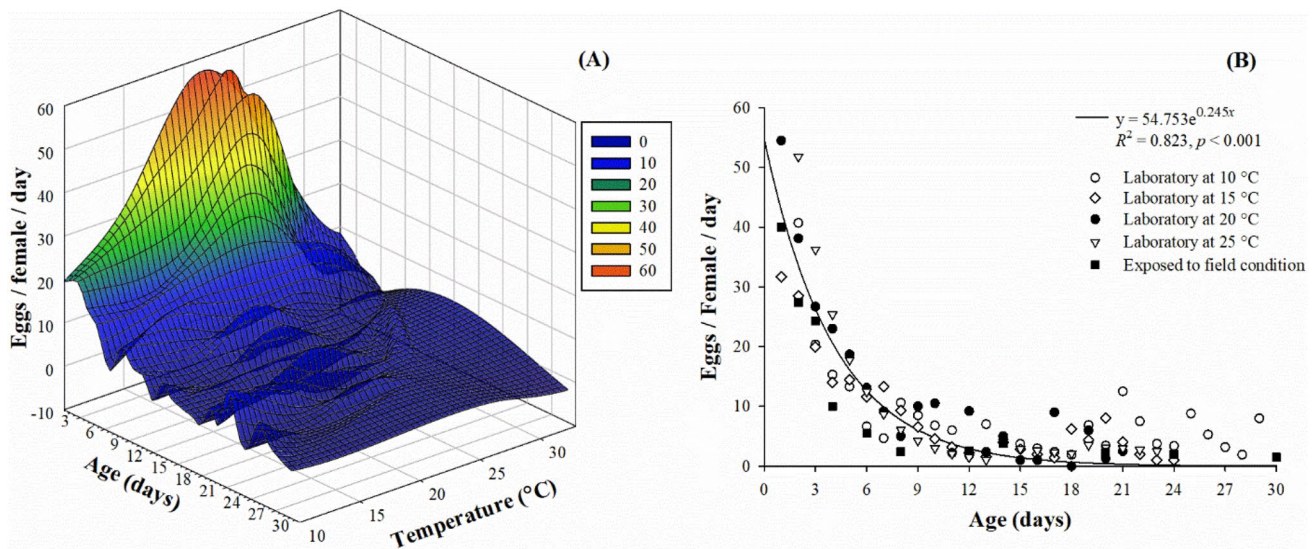 (A)
60
50
40
30
20
10
0
-10
Eggs / female / day
3 6 9 12 15 18 21 24 27 30
Age (days)
10 15 20 25 30
Temperature (°C)
0
10
20
30
40
50
60
(B)
60
50
40
30
20
10
0
Eggs / Female / day
y = 54.753e^0.245x
R² = 0.823, p < 0.001
Laboratory at 10 °C
Laboratory at 15 °C
Laboratory at 20 °C
Laboratory at 25 °C
Exposed to field condition
0 3 6 9 12 15 18 21 24 27 30
Age (days)